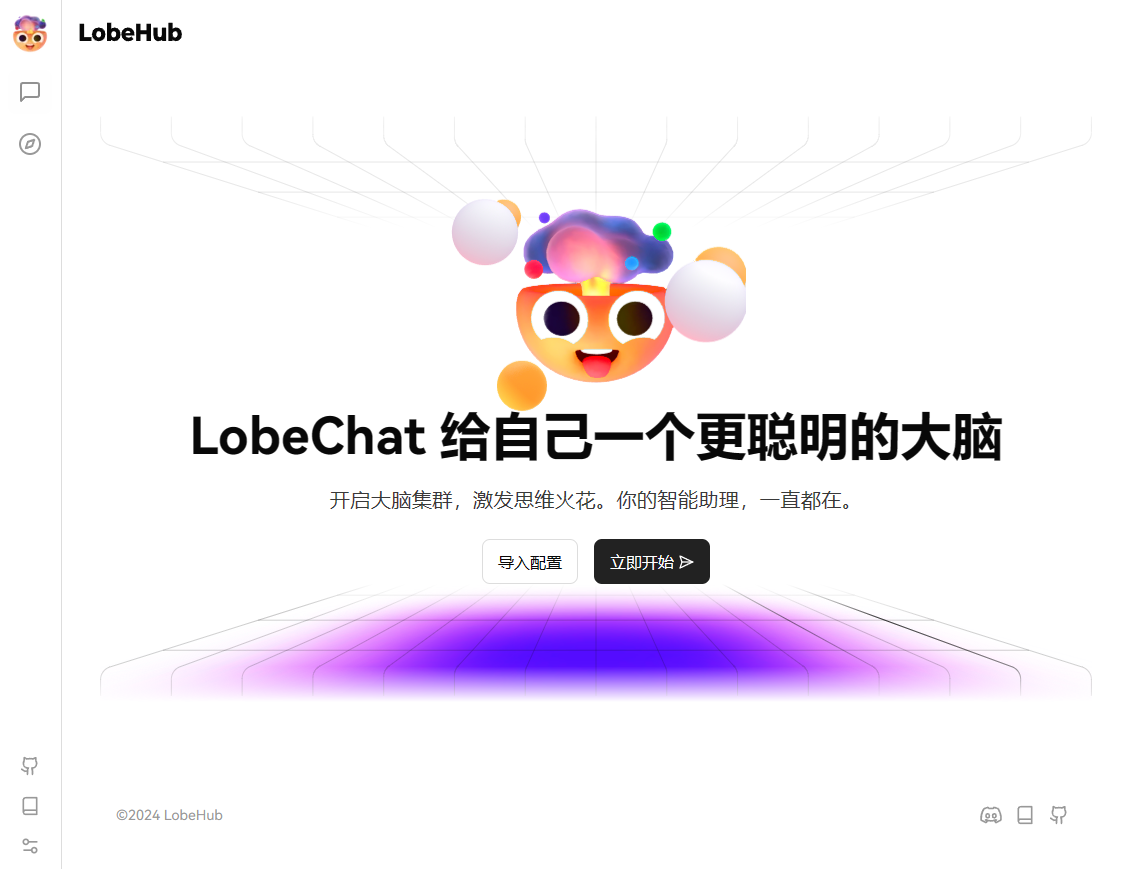 LobeHub
LobeChat 给自己一个更聪明的大脑
开启大脑集群，激发思维火花。你的智能助理，一直都在。
导入配置
立即开始
©2024 LobeHub